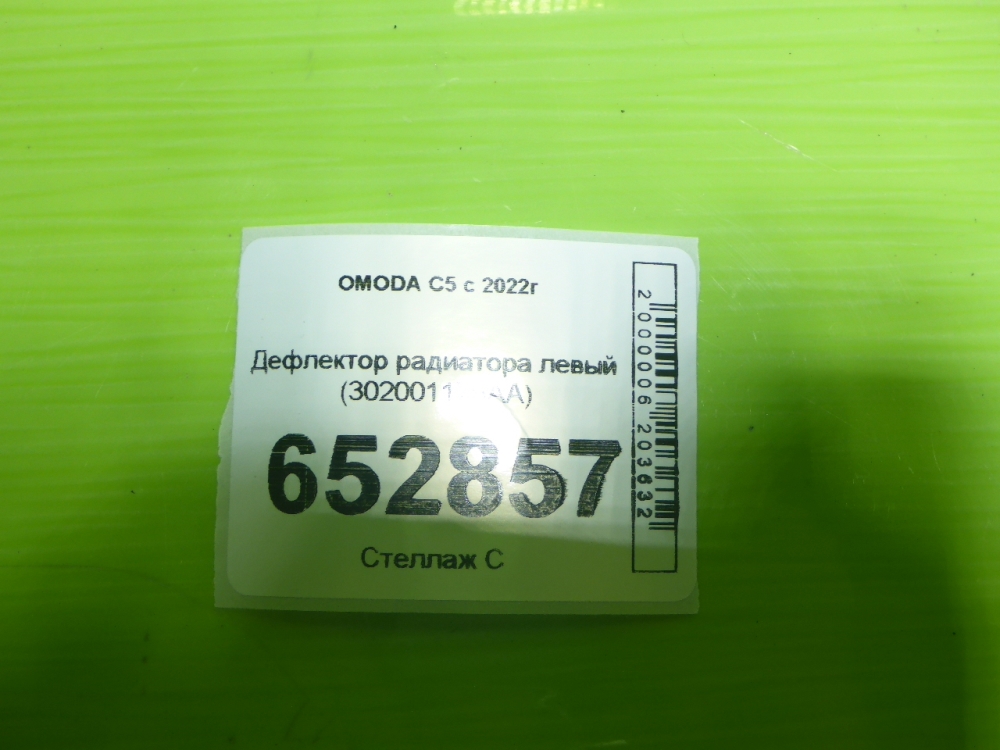 OMODA C5 с 2022г
Дефлектор радиатора левый
652857
Стеллаж С
2000006203632